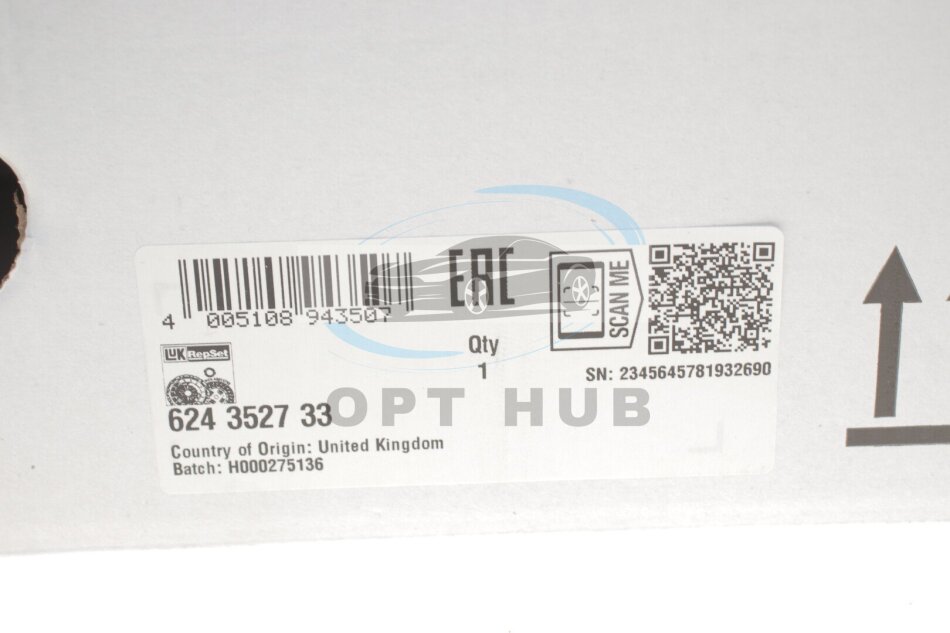 4 005108 943507
EAC
SCAN ME
LuK RepSet
Qty
1
SN: 2345645781932690
624 3527 33
OPT HUB
Country of Origin: United Kingdom
Batch: H000275136